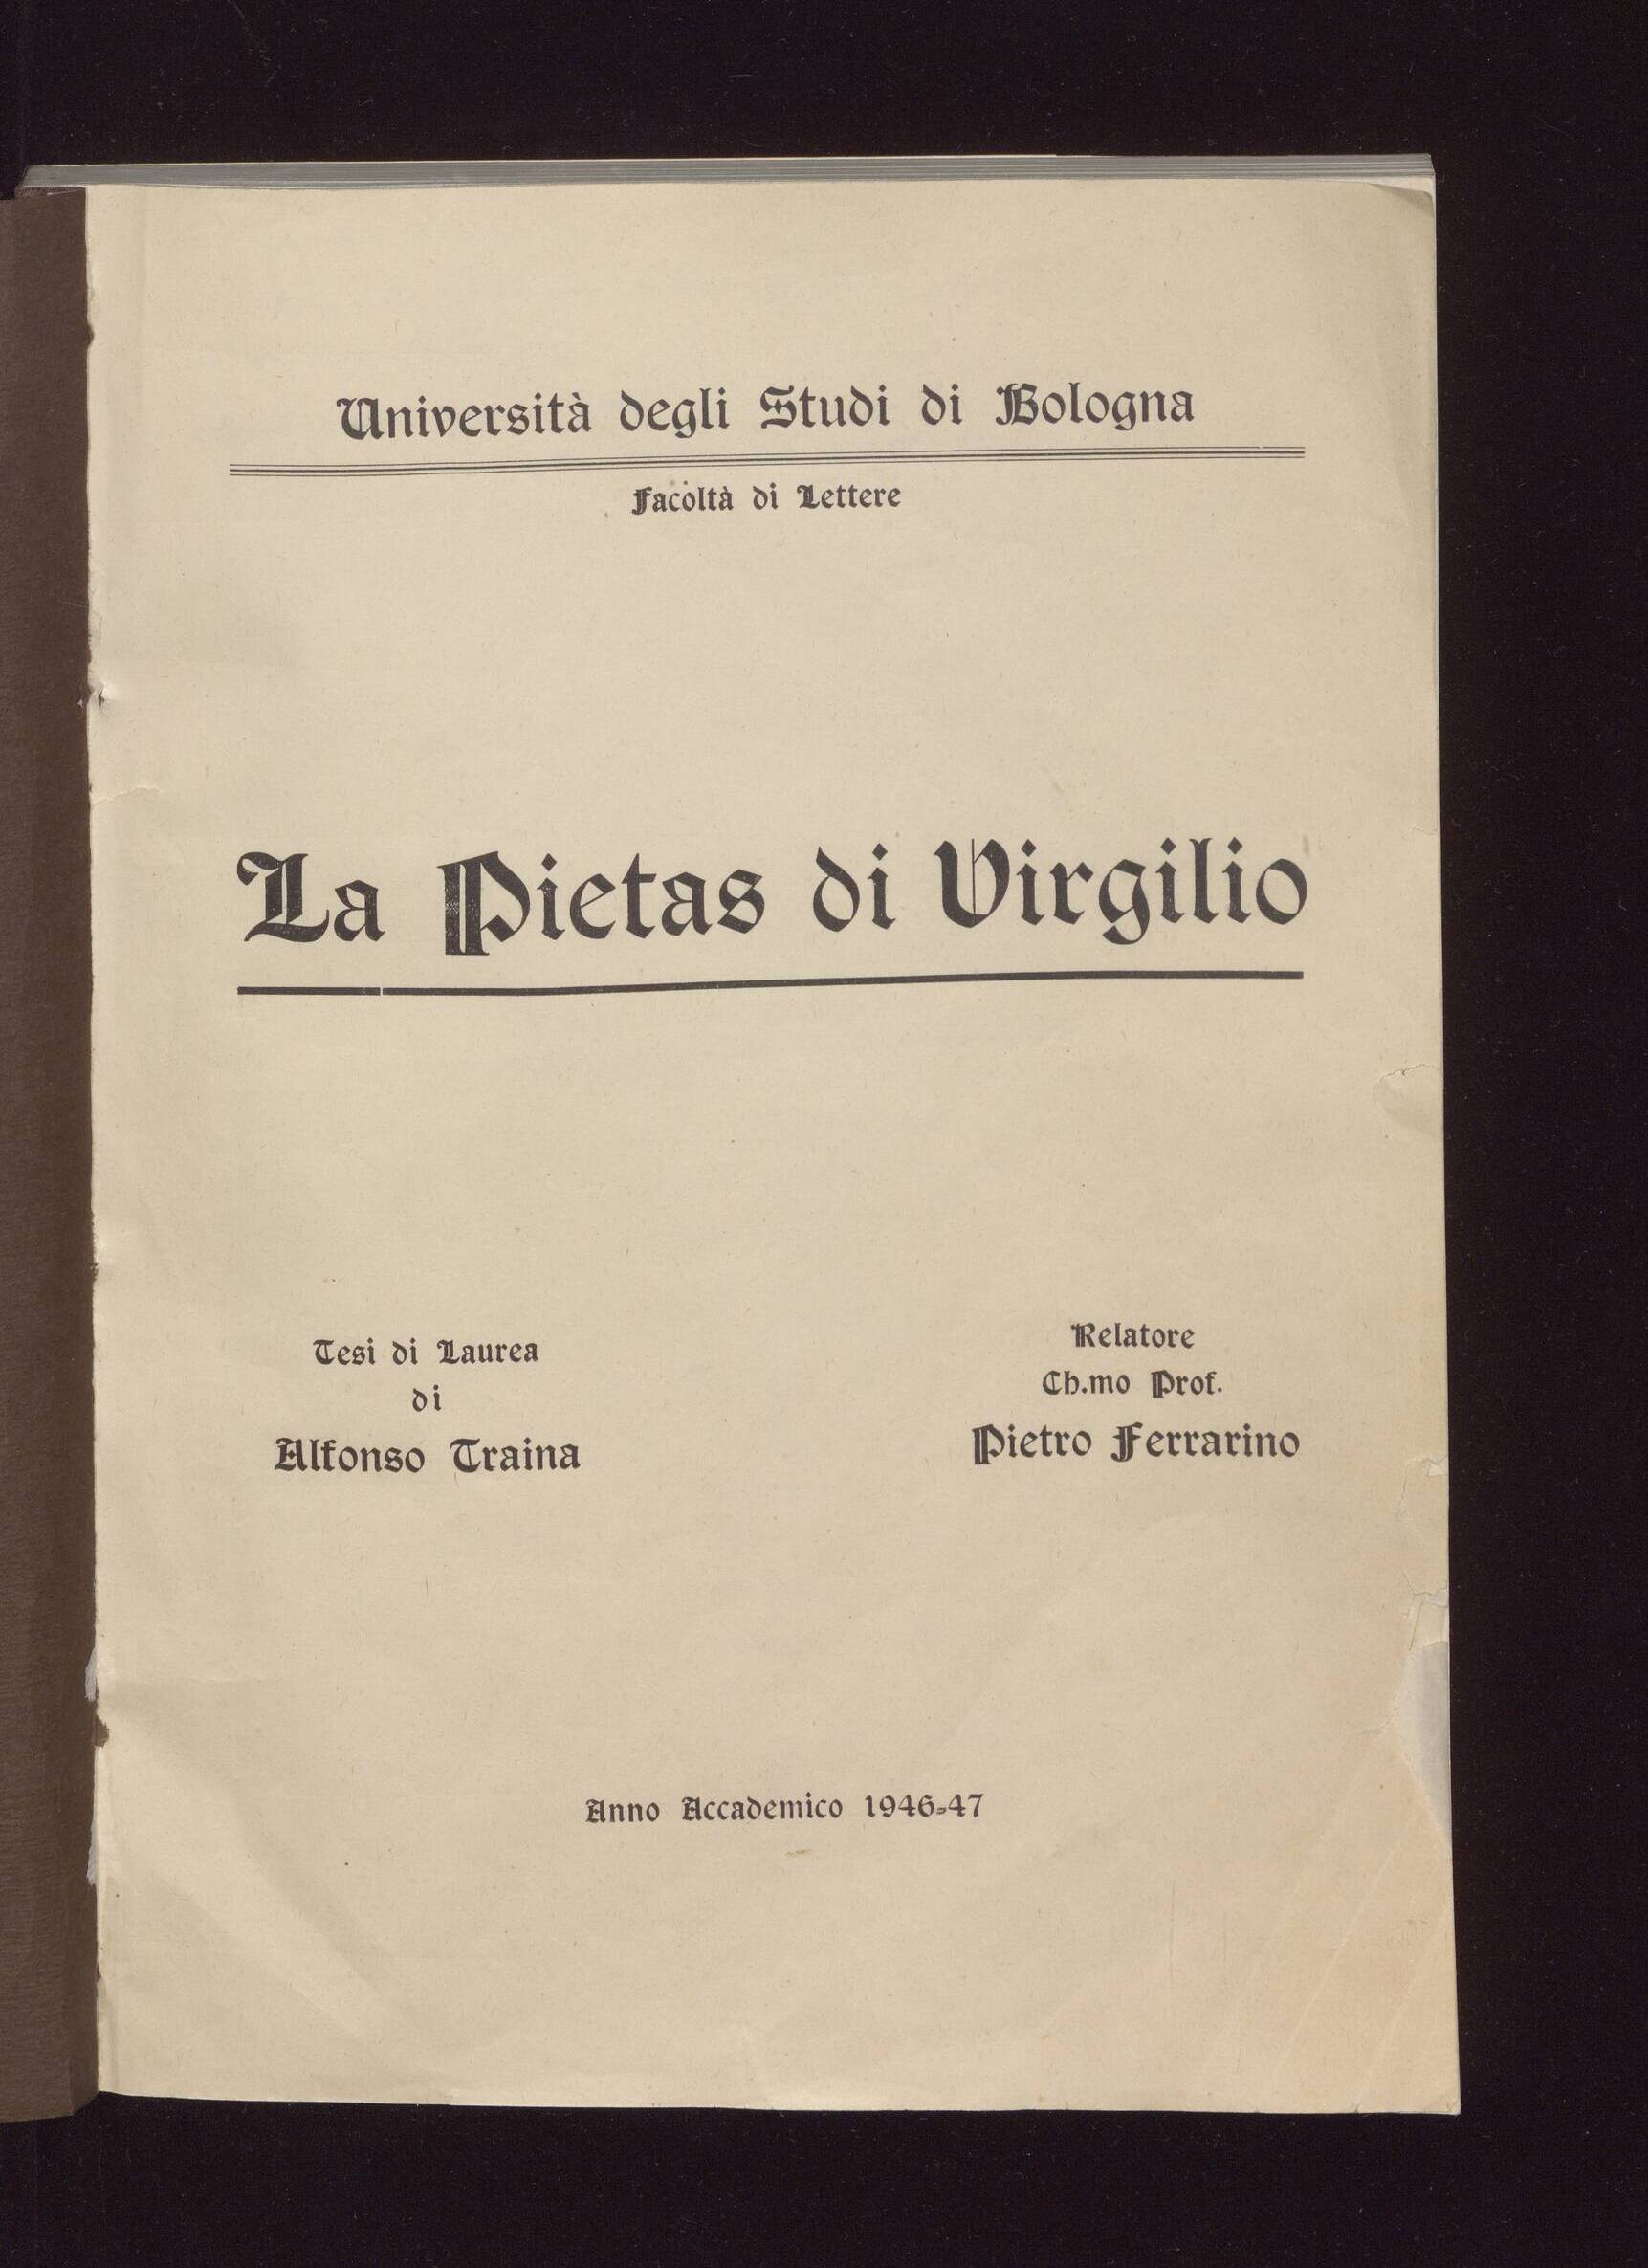 Università degli Studi di Bologna
Facoltà di Lettere
La Pietas di Virgilio
Tesi di Laurea
di
Alfonso Traina
Relatore
Ch.mo Prof.
Pietro Ferrarino
Anno Accademico 1946-47